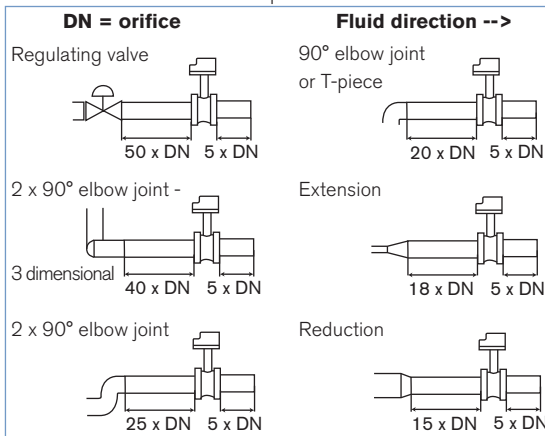 DN = orifice
Fluid direction -->
Regulating valve
50 x DN 5 x DN
90° elbow joint
or T-piece
20 x DN 5 x DN
2 x 90° elbow joint -
3 dimensional
40 x DN 5 x DN
Extension
18 x DN 5 x DN
2 x 90° elbow joint
25 x DN 5 x DN
Reduction
15 x DN 5 x DN